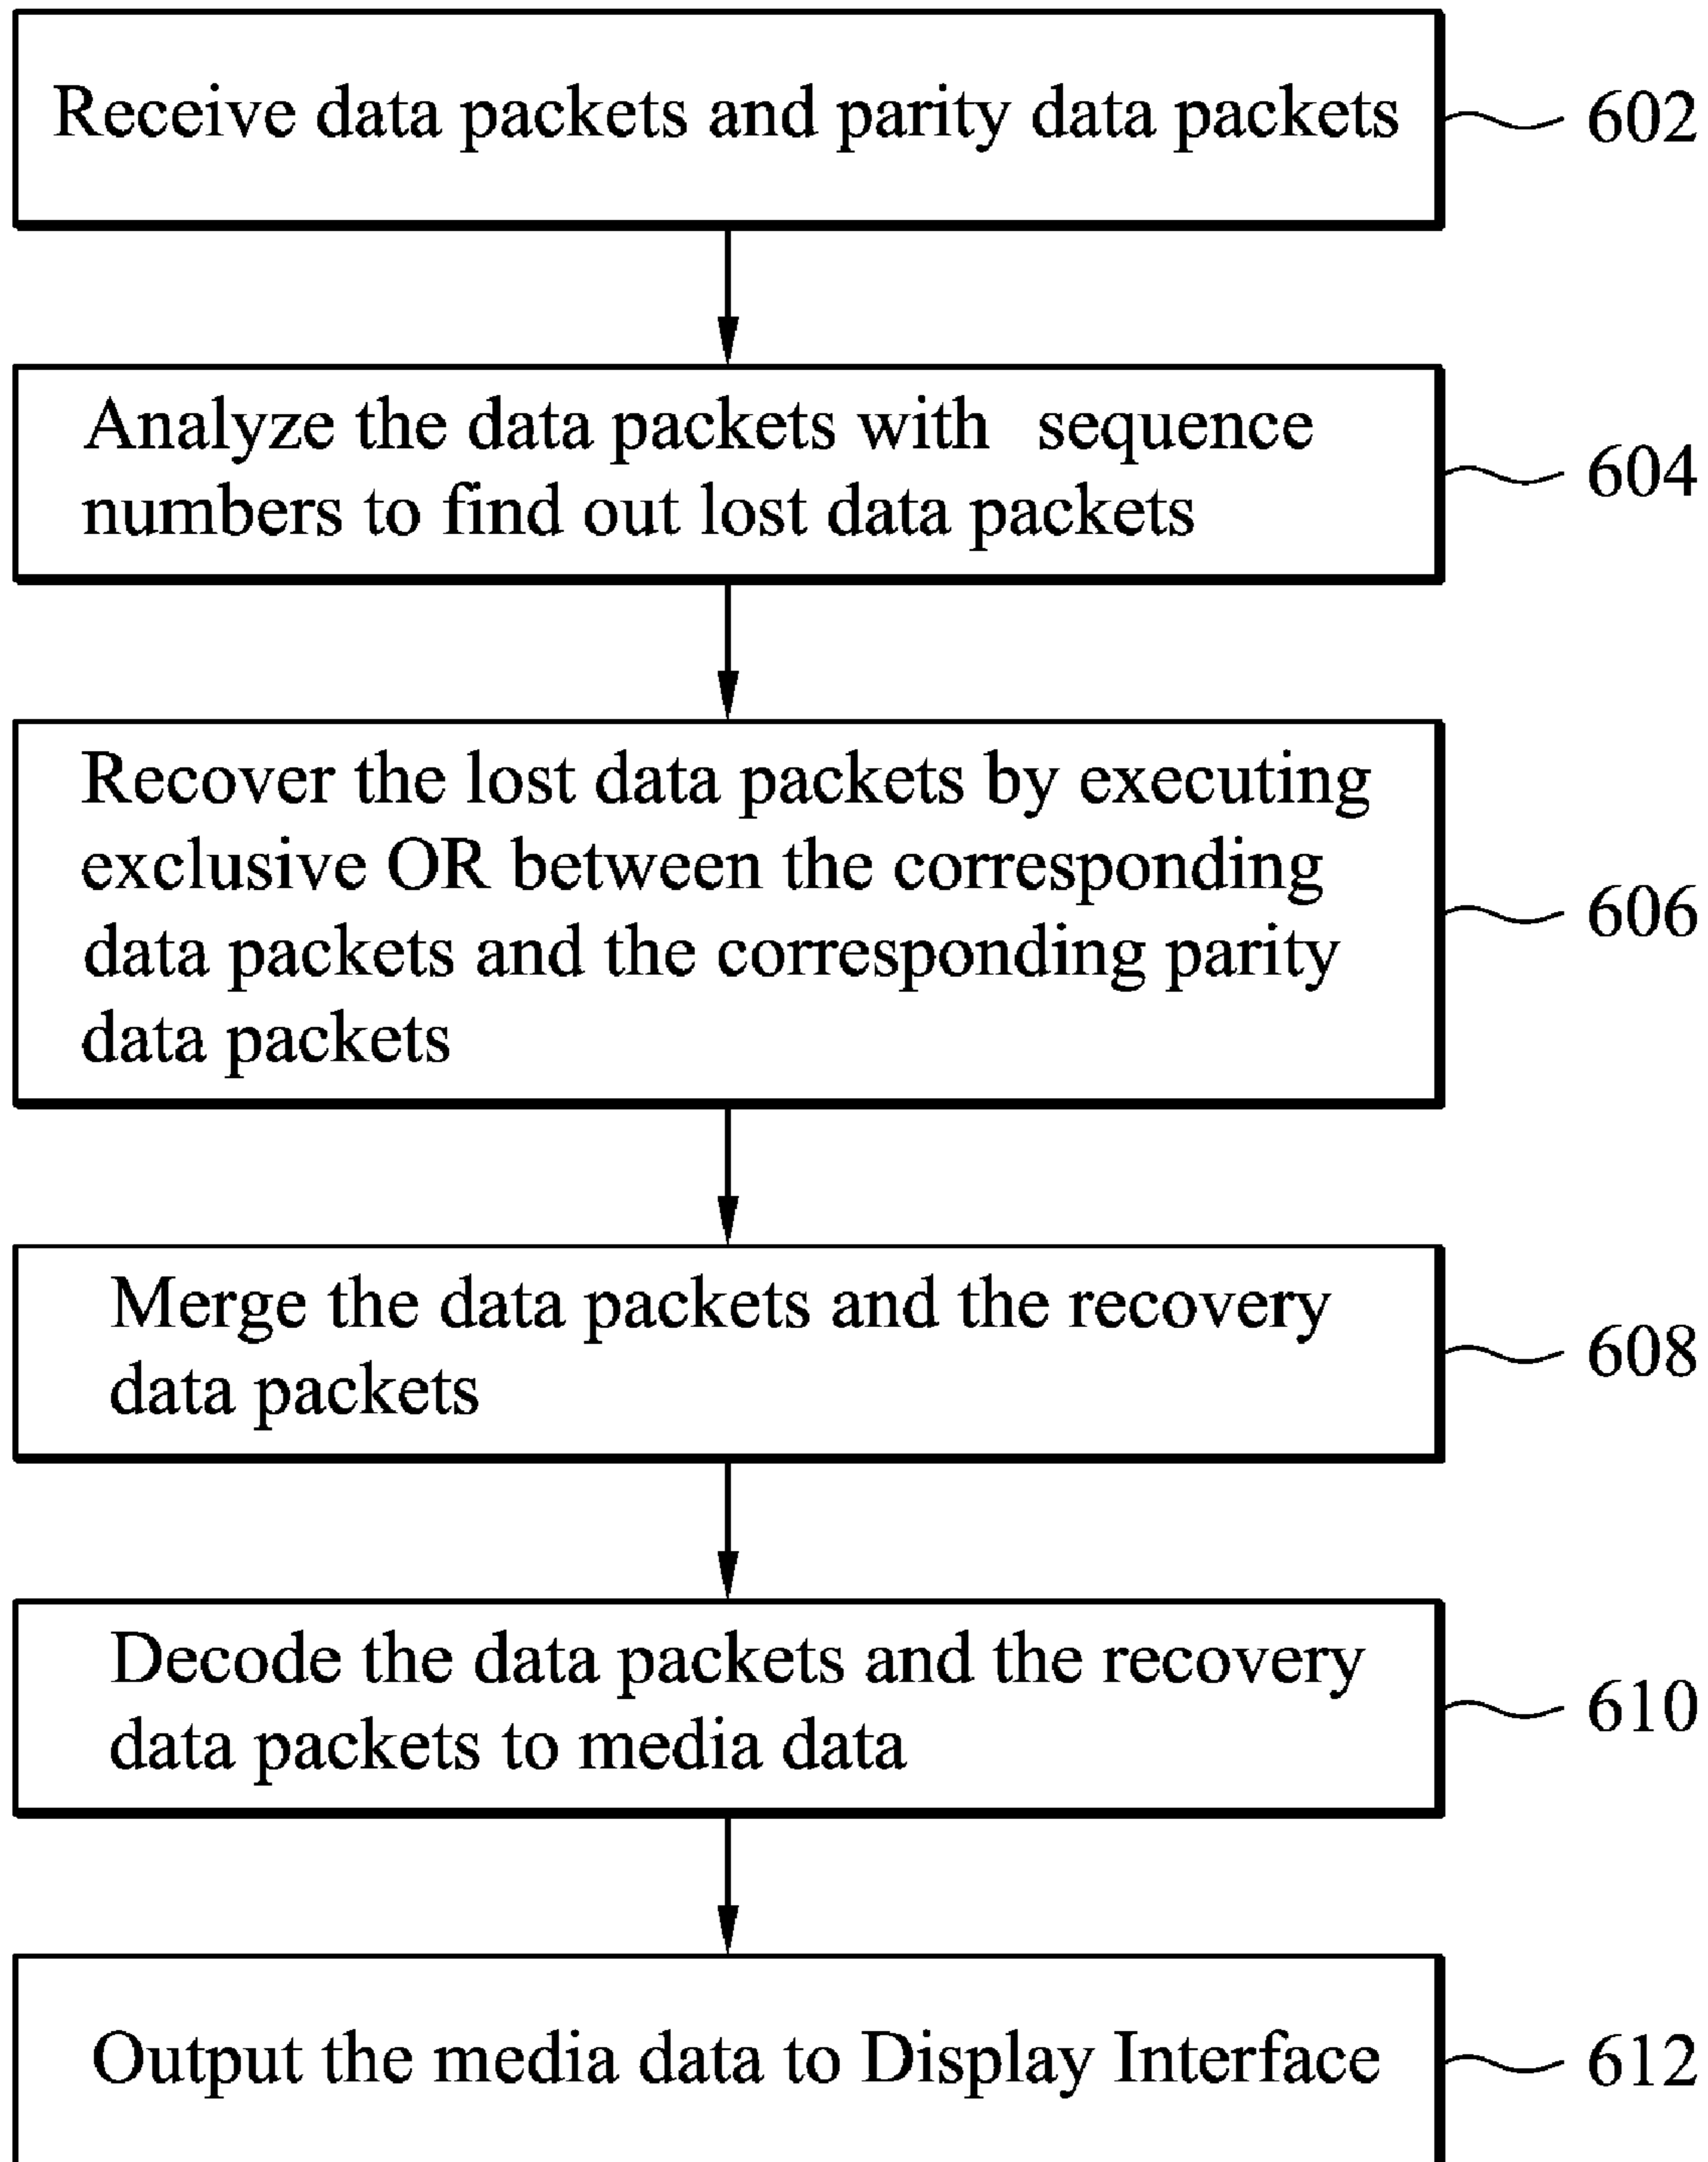 Receive data packets and parity data packets
602
Analyze the data packets with sequence
numbers to find out lost data packets
604
Recover the lost data packets by executing
exclusive OR between the corresponding
data packets and the corresponding parity
data packets
606
Merge the data packets and the recovery
data packets
608
Decode the data packets and the recovery
data packets to media data
610
Output the media data to Display Interface
612